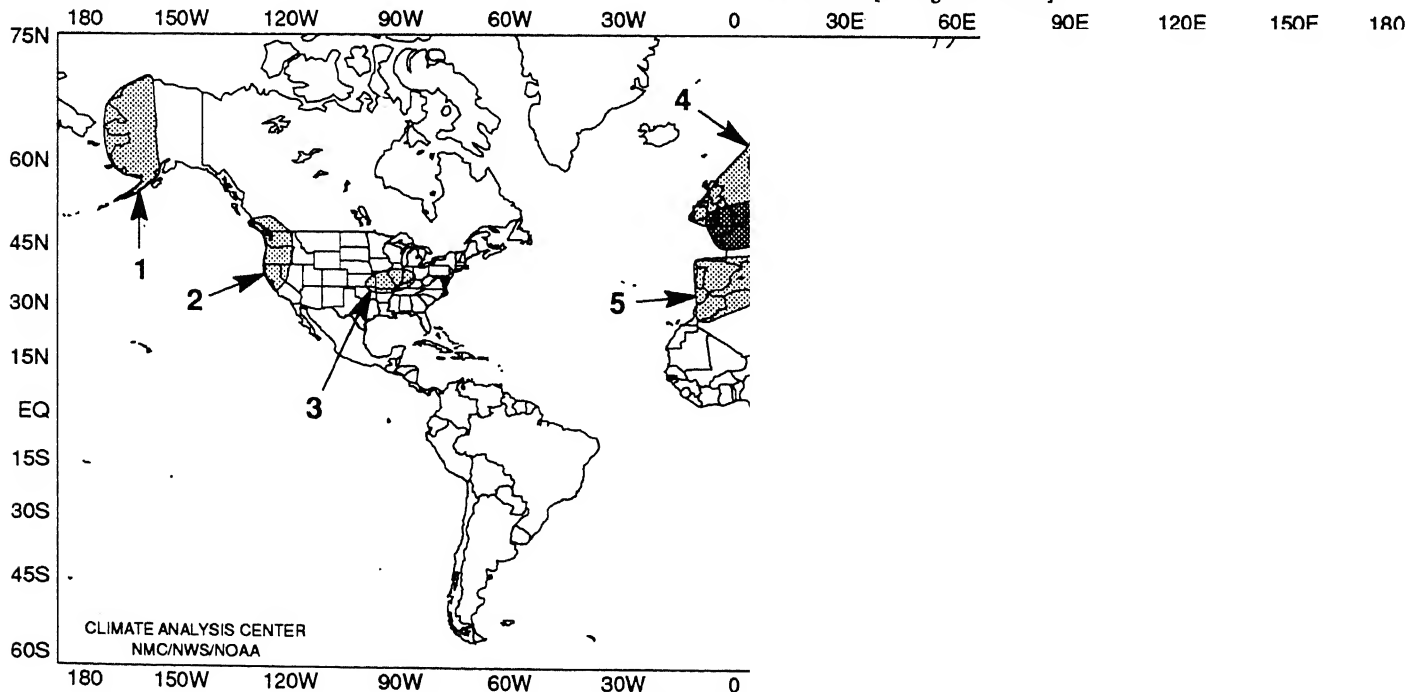 180 150W 120W 90W 60W 30W 0 30E 60E 90E 120E 150E 180
75N
4
60N
45N
1
2
5
30N
15N
3
EQ
15S
30S
45S
CLIMATE ANALYSIS CENTER
NMC/NWS/NOAA
60S
180 150W 120W 90W 60W 30W 0